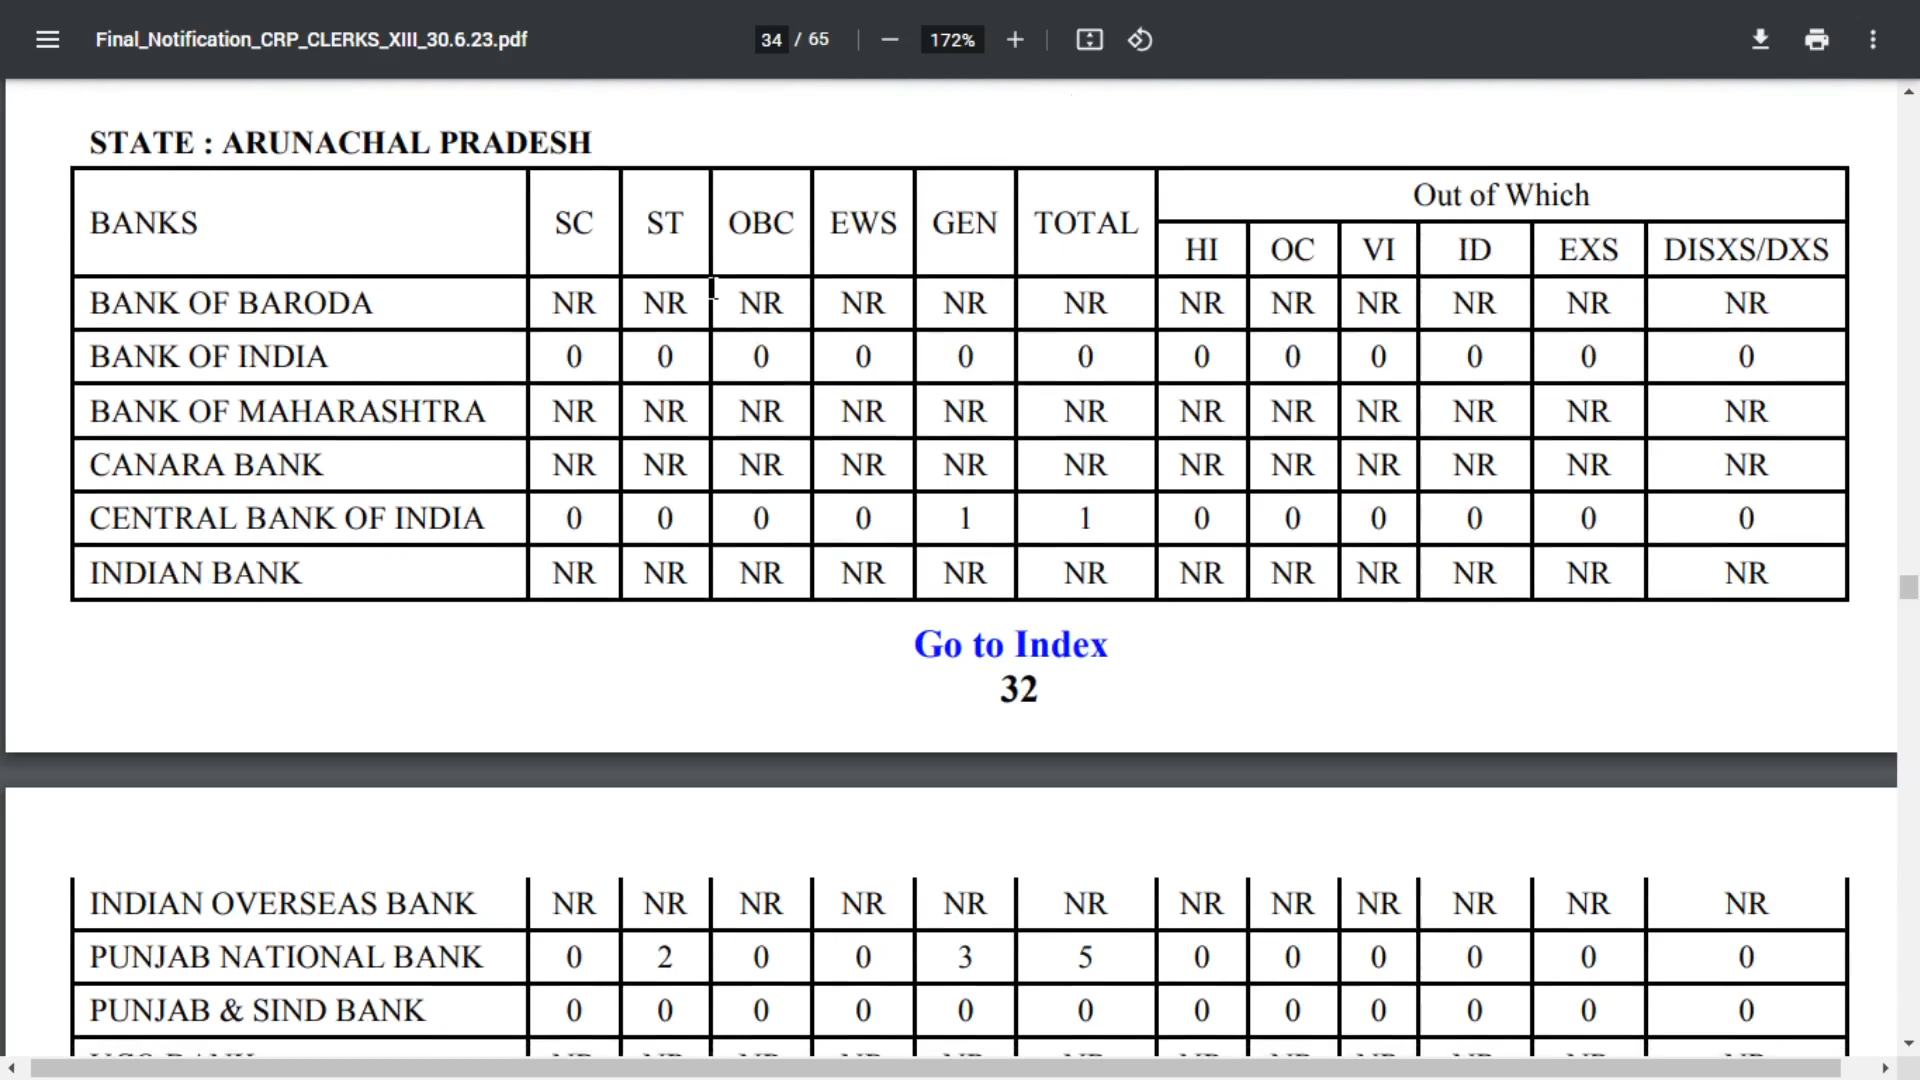 Final_Notification_CRP_CLERKS_XIII_30.6.23.pdf 34 / 65 172%
STATE : ARUNACHAL PRADESH
BANKS SC ST OBC EWS GEN TOTAL Out of Which
HI OC VI ID EXS DISXS/DXS
BANK OF BARODA NR NR NR NR NR NR NR NR NR NR NR NR
BANK OF INDIA 0 0 0 0 0 0 0 0 0 0 0 0
BANK OF MAHARASHTRA NR NR NR NR NR NR NR NR NR NR NR NR
CANARA BANK NR NR NR NR NR NR NR NR NR NR NR NR
CENTRAL BANK OF INDIA 0 0 0 0 1 1 0 0 0 0 0 0
INDIAN BANK NR NR NR NR NR NR NR NR NR NR NR NR
Go to Index
32
INDIAN OVERSEAS BANK NR NR NR NR NR NR NR NR NR NR NR NR
PUNJAB NATIONAL BANK 0 2 0 0 3 5 0 0 0 0 0 0
PUNJAB & SIND BANK 0 0 0 0 0 0 0 0 0 0 0 0